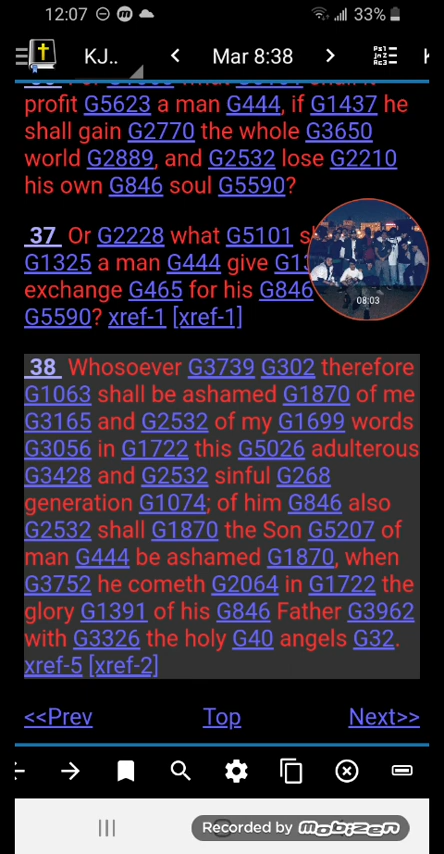 12:07 33%
KJ.. Mar 8:38
profit G5623 a man G444, if G1437 he
shall gain G2770 the whole G3650
world G2889, and G2532 lose G2210
his own G846 soul G5590?
37 Or G2228 what G5101
G1325 a man G444 give
exchange G465 for his G846
G5590? xref-1 [xref-1]
08:03
38 Whosoever G3739 G302 therefore
G1063 shall be ashamed G1870 of me
G3165 and G2532 of my G1699 words
G3056 in G1722 this G5026 adulterous
G3428 and G2532 sinful G268
generation G1074; of him G846 also
G2532 shall G1870 the Son G5207 of
man G444 be ashamed G1870, when
G3752 he cometh G2064 in G1722 the
glory G1391 of his G846 Father G3962
with G3326 the holy G40 angels G32.
xref-5 [xref-2]
<<Prev Top Next>>
Recorded by mobizen